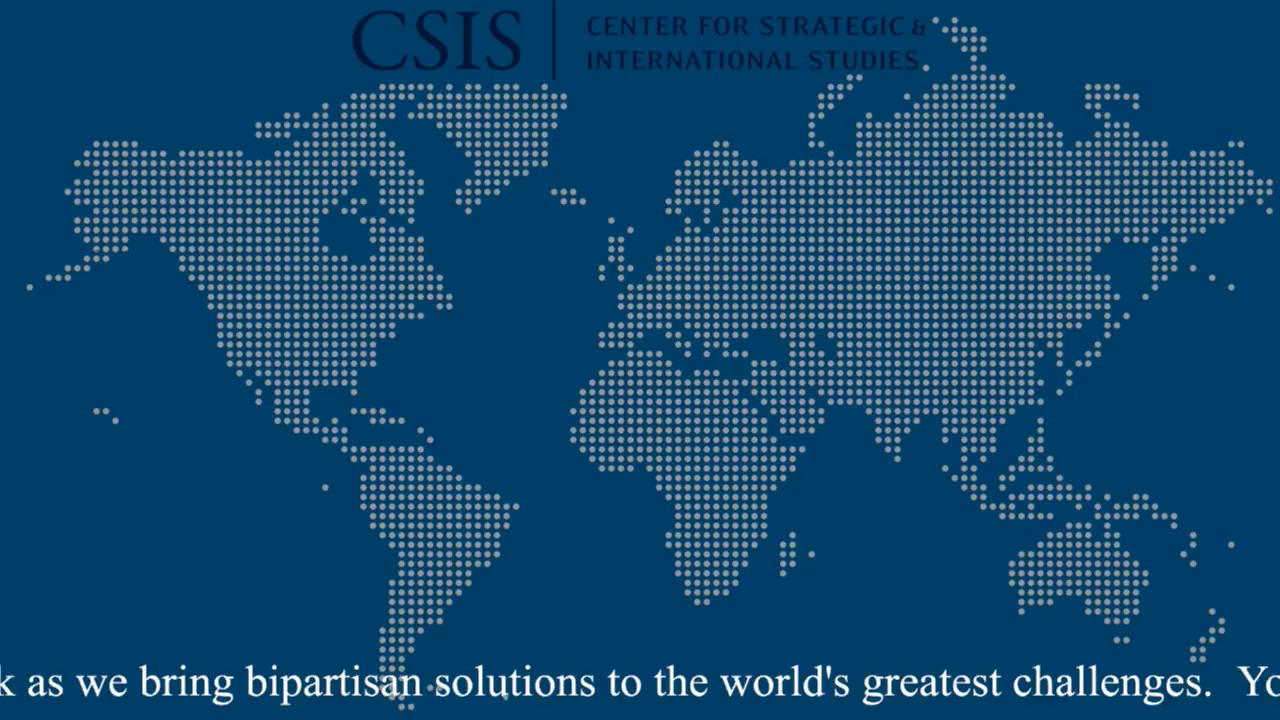 CSIS
CENTER FOR STRATEGIC &
INTERNATIONAL STUDIES
as we bring bipartisan solutions to the world's greatest challenges.